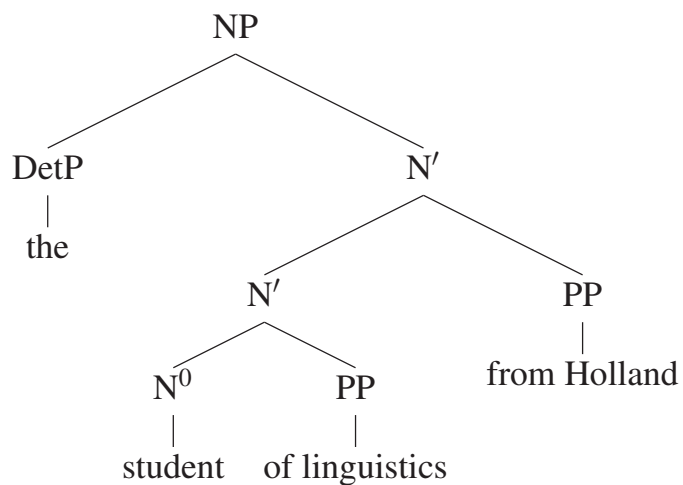 NP
DetP N′
the
N′ PP
N⁰ PP from Holland
student of linguistics